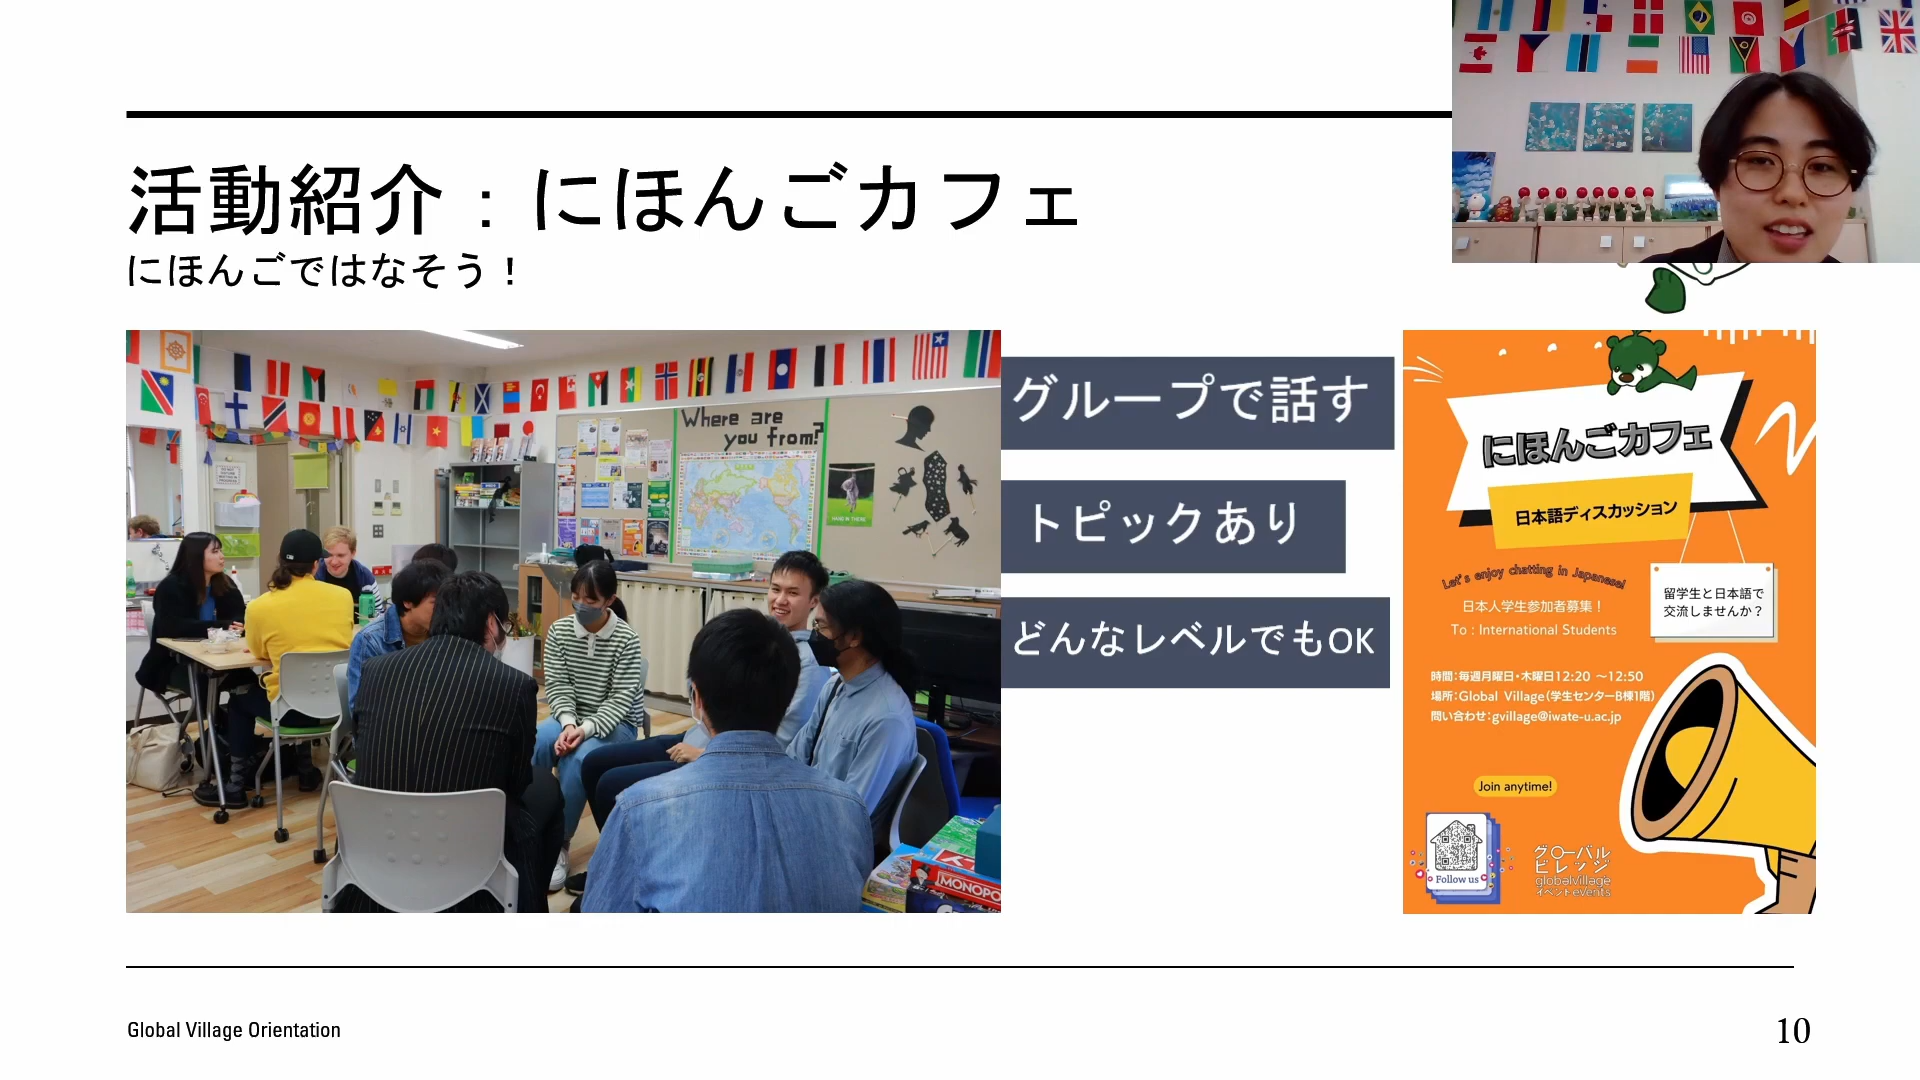 活動紹介：にほんごカフェ
にほんごではなそう！
Where are
you from?
HANG IN THERE
MONOPO
グループで話す
トピックあり
どんなレベルでもOK
にほんごカフェ
日本語ディスカッション
Let's enjoy chatting in Japanese!
日本人学生参加者募集！
To : International Students
留学生と日本語で
交流しませんか？
時間：毎週月曜日・木曜日12:20 ～12:50
場所：Global Village（学生センターB棟1階）
問い合わせ：gvillage@iwate-u.ac.jp
Join anytime!
Follow us
グローバル
ビレッジ
globalvillage
イベントevents
Global Village Orientation
10